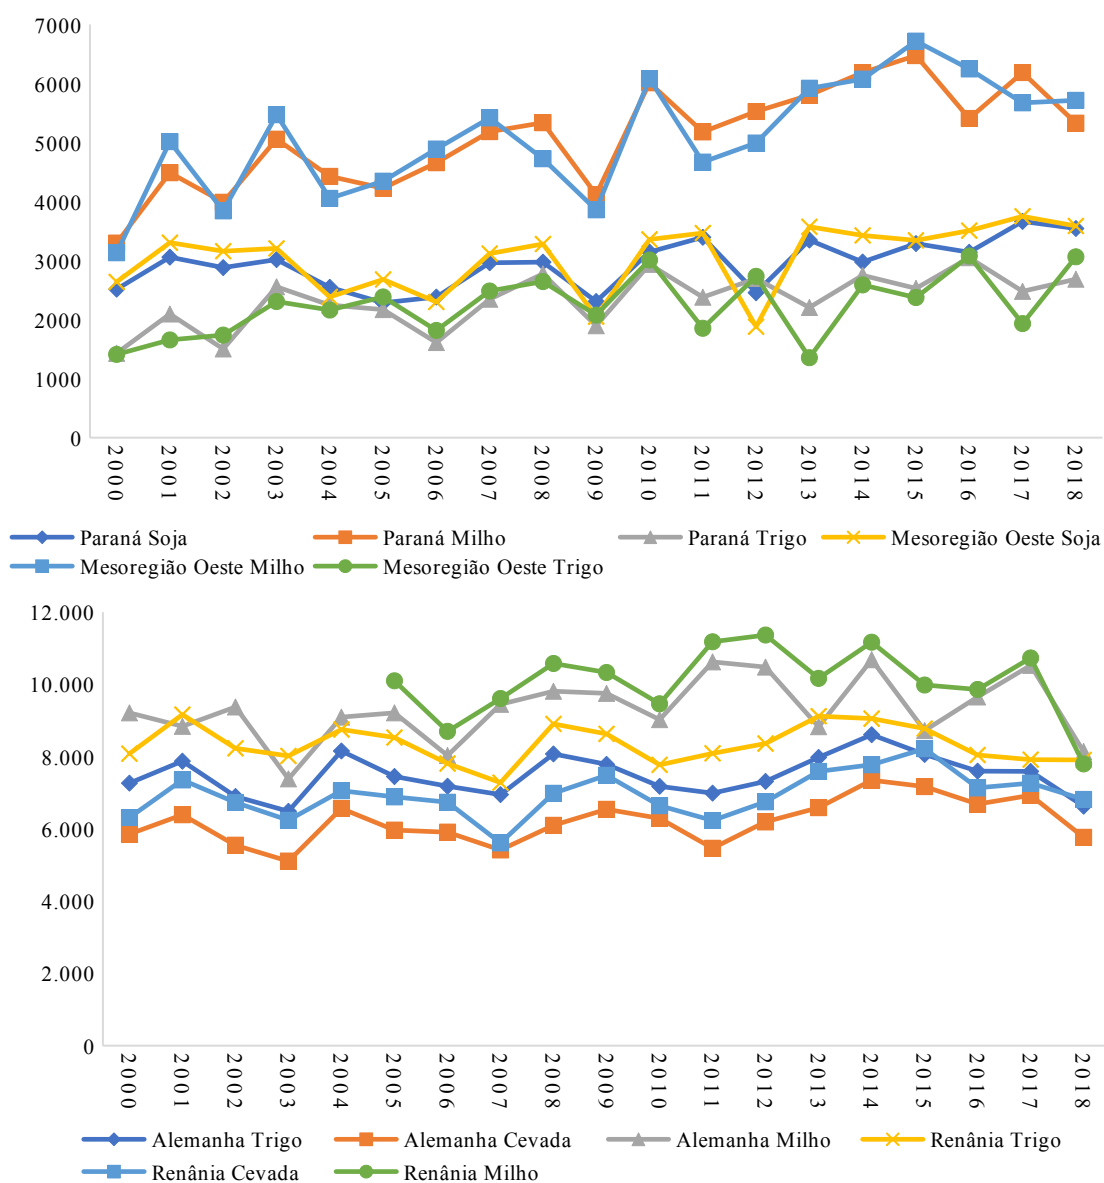 7000
6000
5000
4000
3000
2000
1000
0
2000 2001 2002 2003 2004 2005 2006 2007 2008 2009 2010 2011 2012 2013 2014 2015 2016 2017 2018
Paraná Soja Paraná Milho Paraná Trigo Mesoregião Oeste Soja
Mesoregião Oeste Milho Mesoregião Oeste Trigo
12.000
10.000
8.000
6.000
4.000
2.000
0
2000 2001 2002 2003 2004 2005 2006 2007 2008 2009 2010 2011 2012 2013 2014 2015 2016 2017 2018
Alemanha Trigo Alemanha Cevada Alemanha Milho Renânia Trigo
Renânia Cevada Renânia Milho